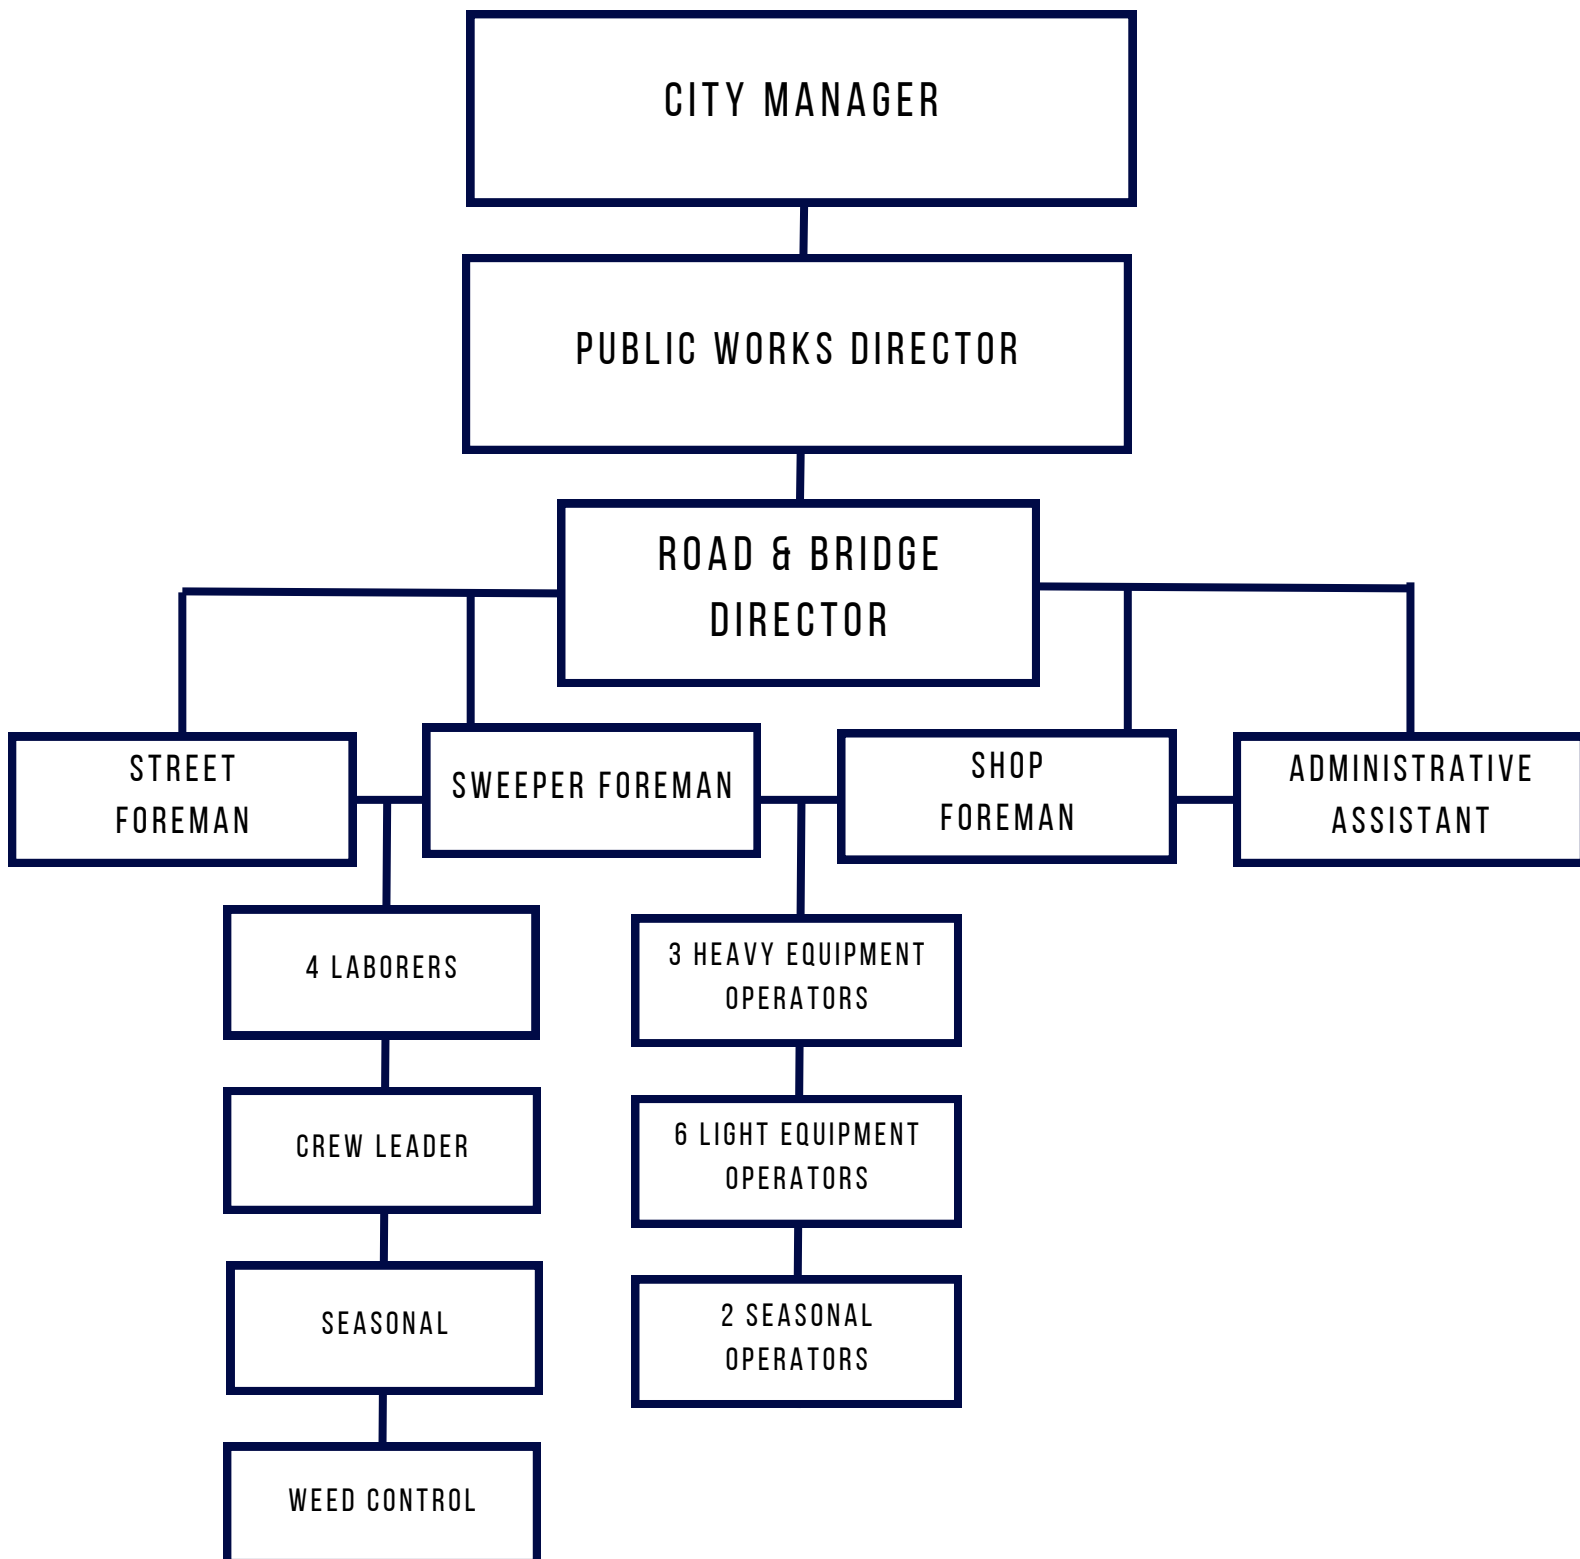 CITY MANAGER
PUBLIC WORKS DIRECTOR
ROAD & BRIDGE
DIRECTOR
STREET
FOREMAN
SWEEPER FOREMAN
SHOP
FOREMAN
ADMINISTRATIVE
ASSISTANT
4 LABORERS
3 HEAVY EQUIPMENT
OPERATORS
CREW LEADER
6 LIGHT EQUIPMENT
OPERATORS
SEASONAL
2 SEASONAL
OPERATORS
WEED CONTROL